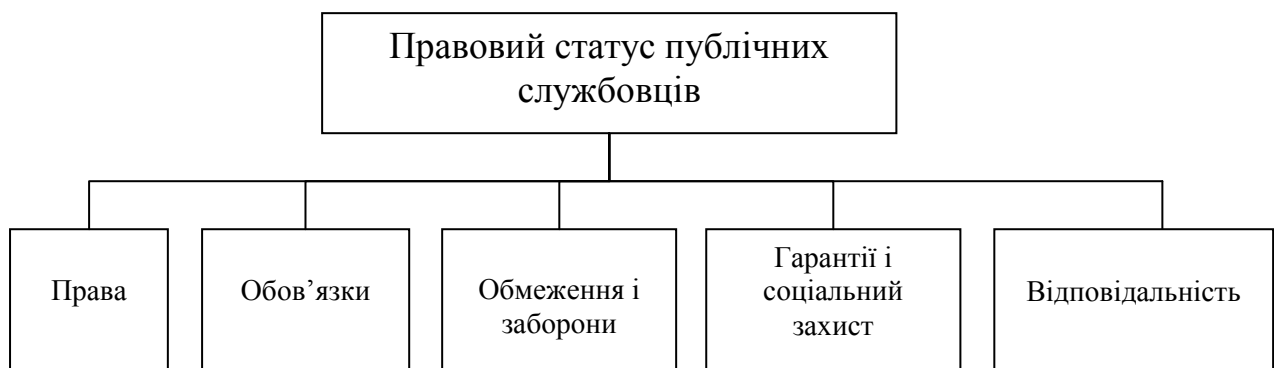 Правовий статус публічних
службовців
Права
Обов’язки
Обмеження і
заборони
Гарантії і
соціальний
захист
Відповідальність